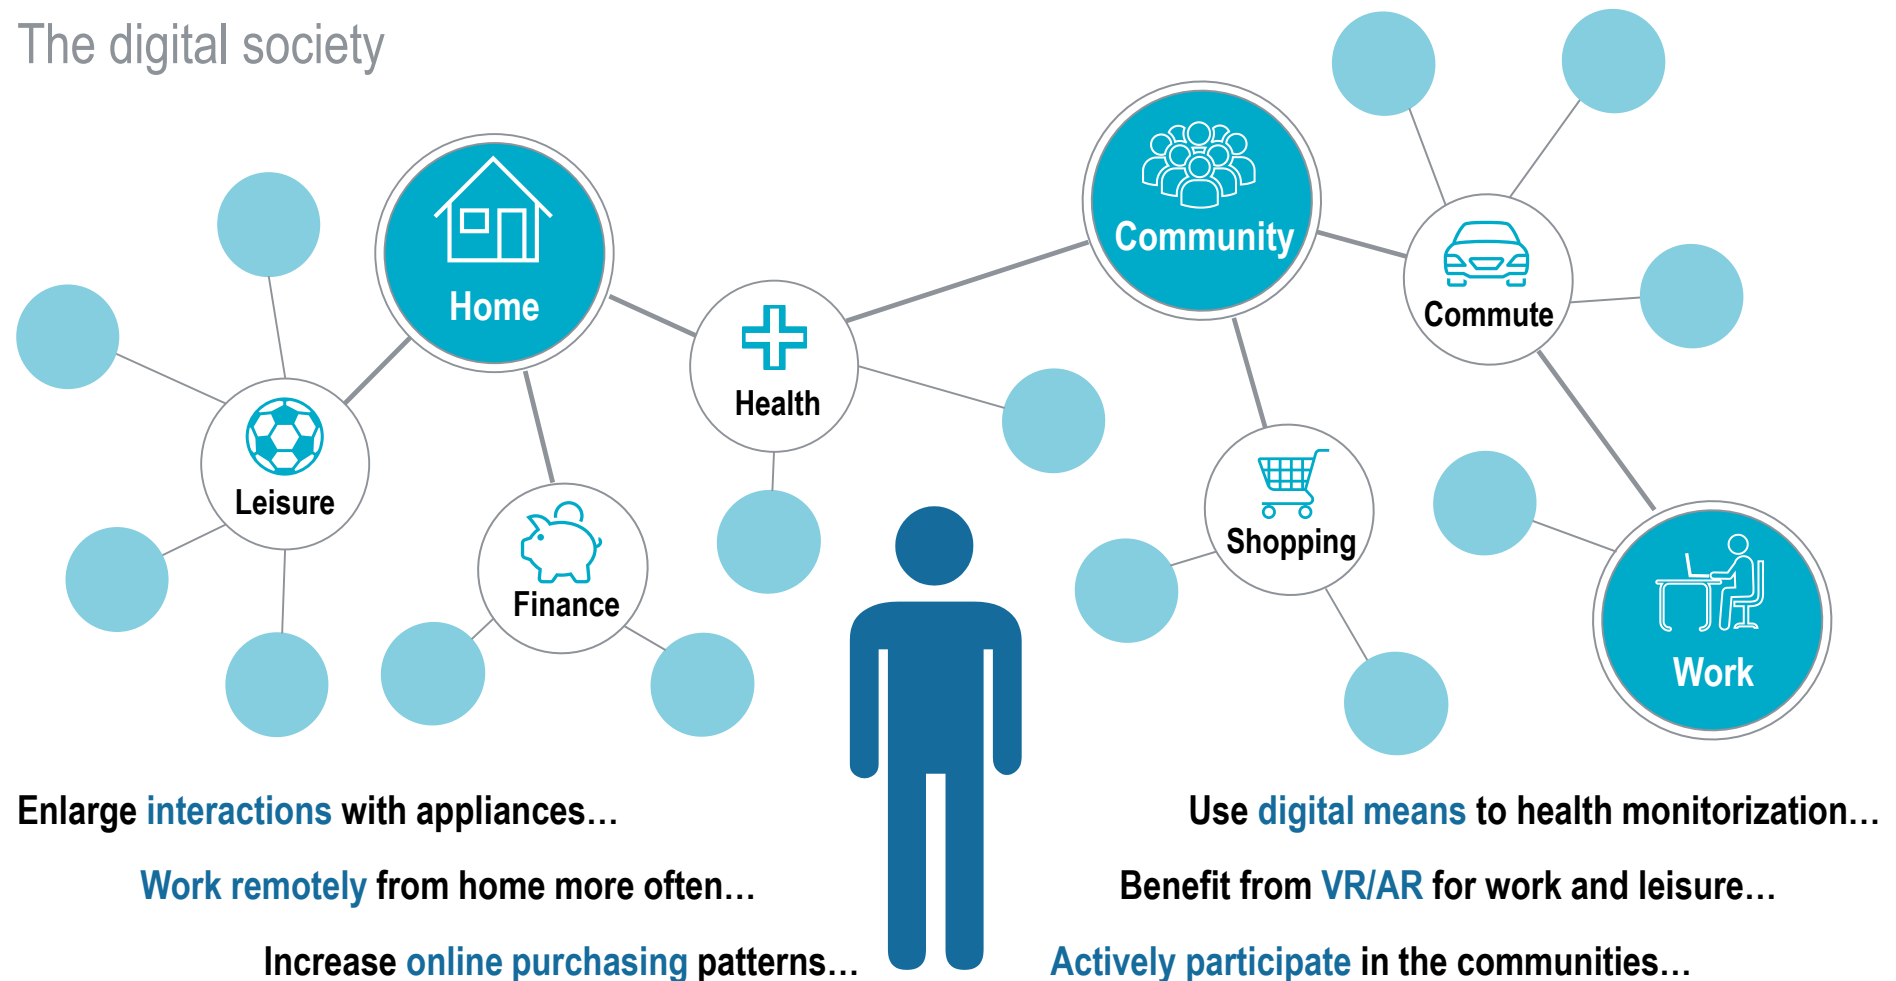 The digital society
Home
Community
Commute
Health
Leisure
Shopping
Finance
Work
Enlarge interactions with appliances…
Work remotely from home more often…
Increase online purchasing patterns…
Use digital means to health monitorization…
Benefit from VR/AR for work and leisure…
Actively participate in the communities…